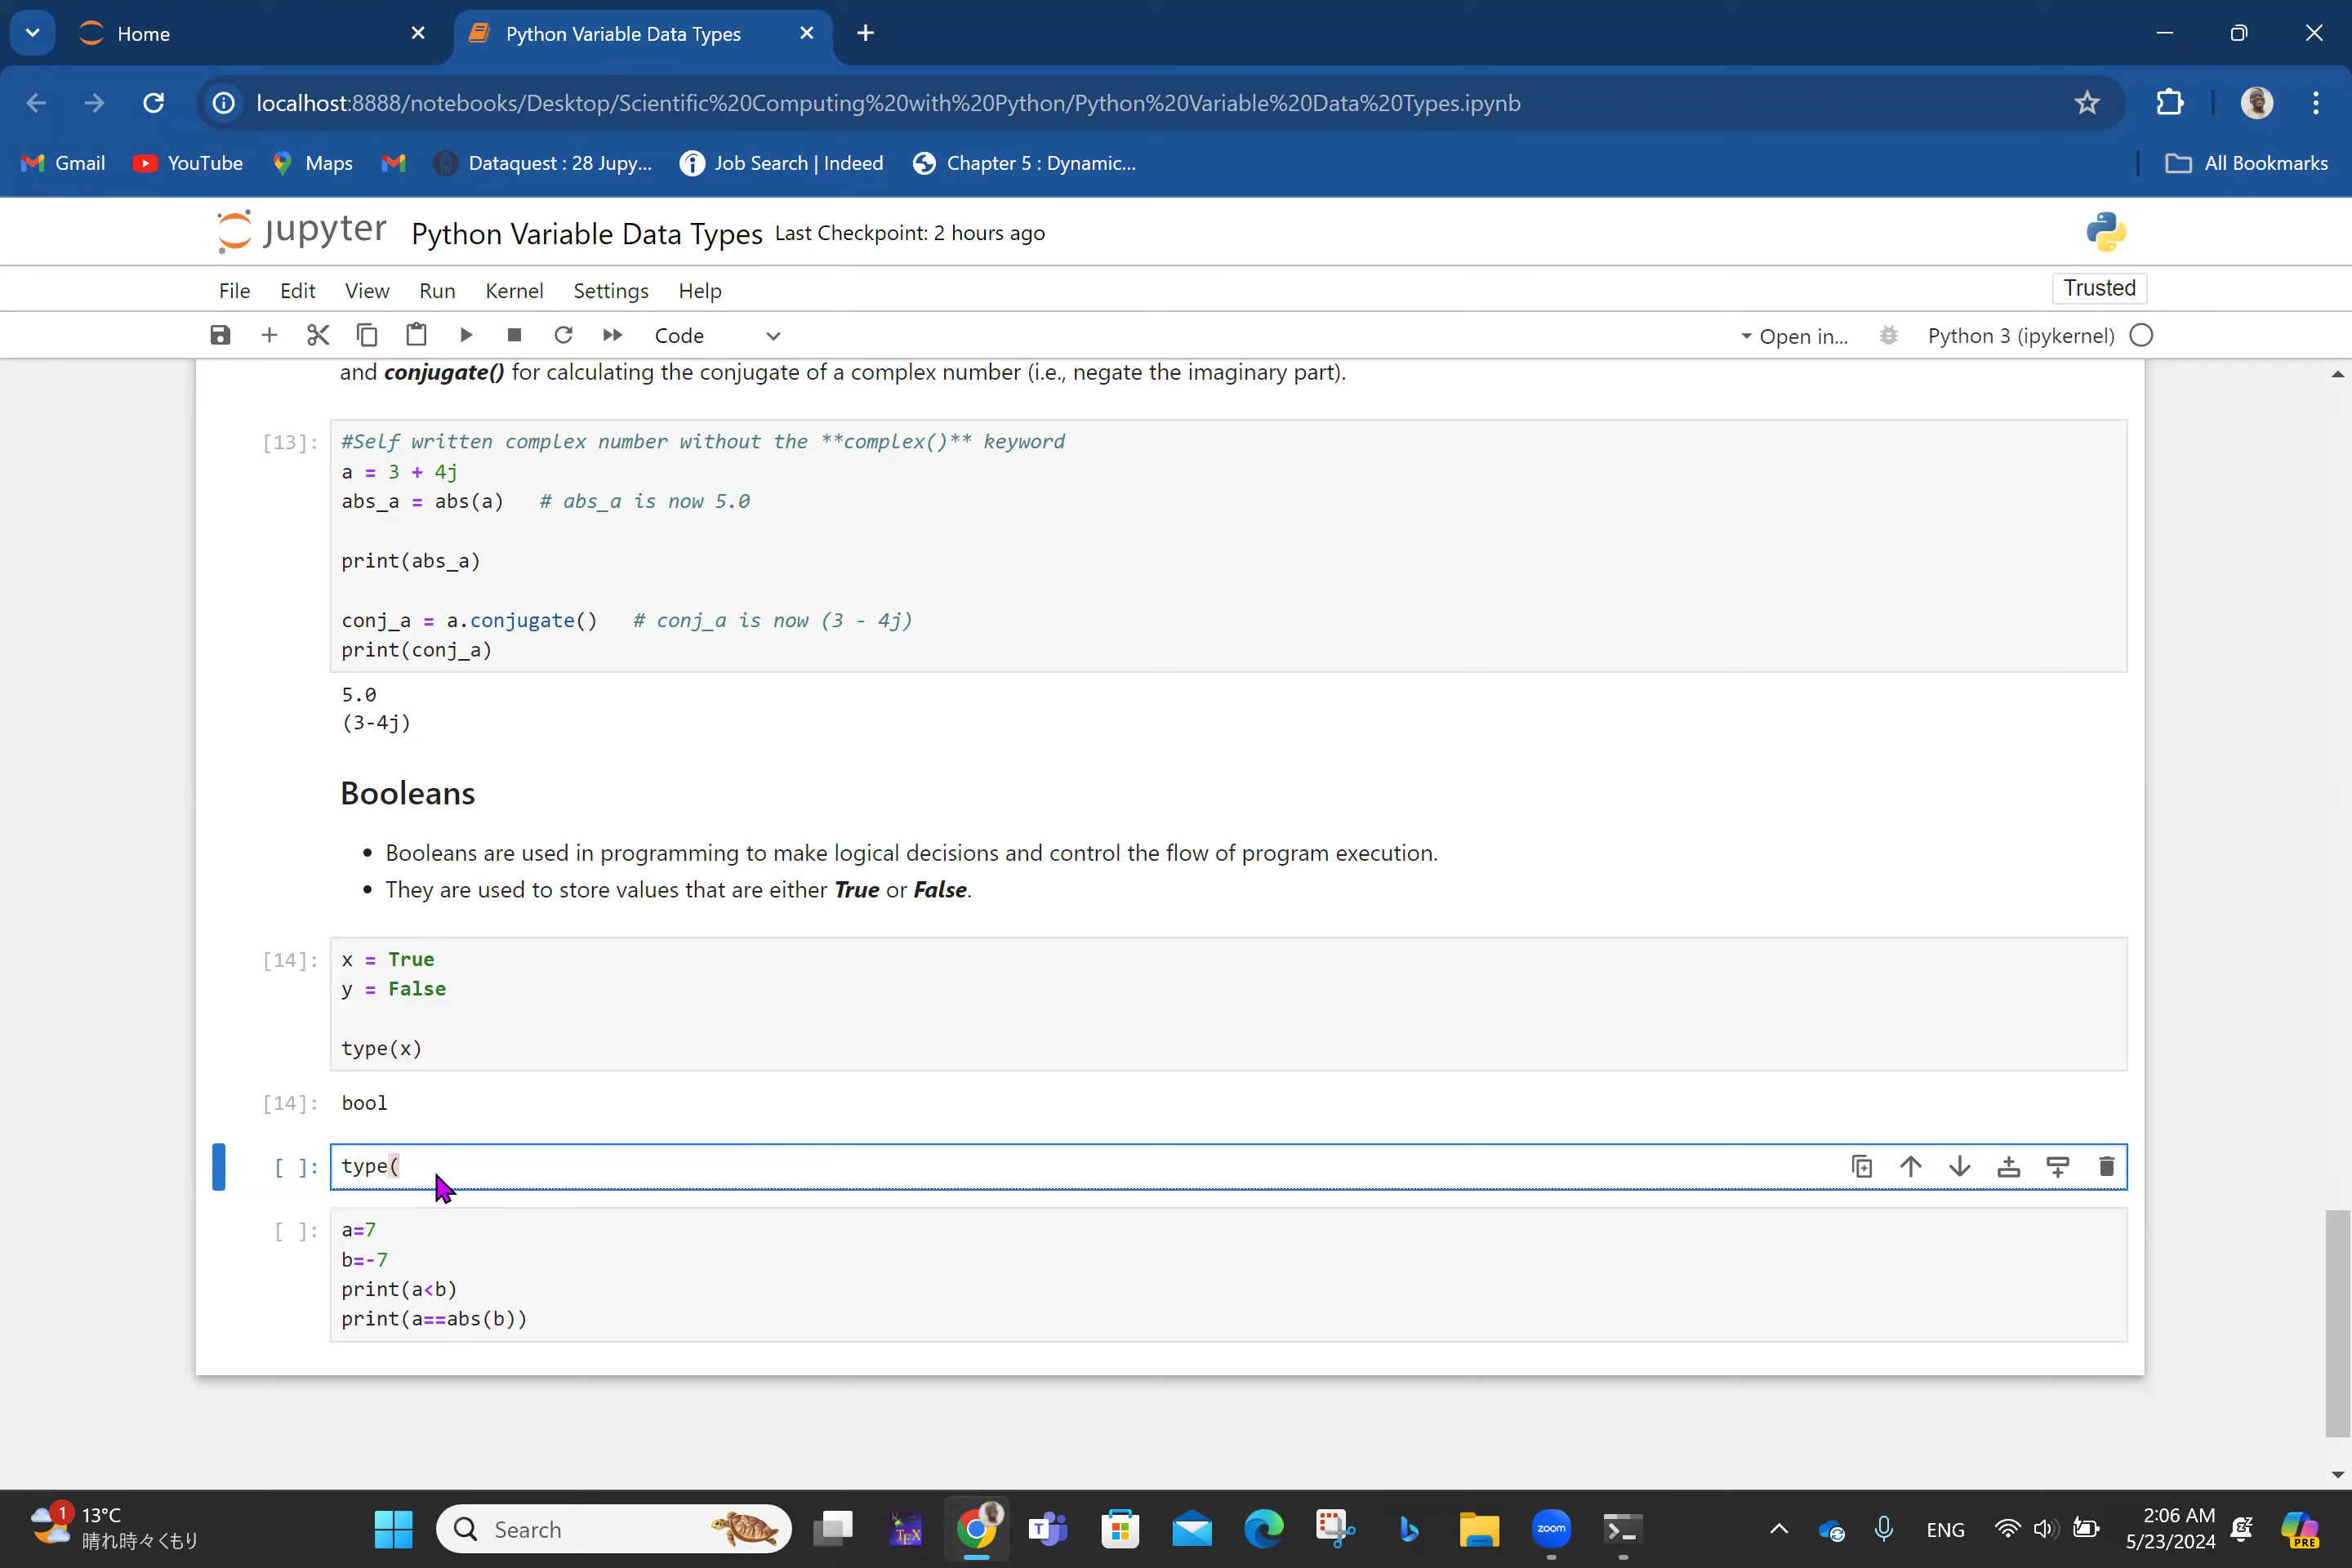 Home
Python Variable Data Types
localhost:8888/notebooks/Desktop/Scientific%20Computing%20with%20Python/Python%20Variable%20Data%20Types.ipynb
Gmail
YouTube
Maps
Dataquest : 28 Jupy...
Job Search | Indeed
Chapter 5 : Dynamic...
All Bookmarks
jupyter
Python Variable Data Types Last Checkpoint: 2 hours ago
File Edit View Run Kernel Settings Help
Trusted
Code
Open in...
Python 3 (ipykernel)
and conjugate() for calculating the conjugate of a complex number (i.e., negate the imaginary part).
[13]: #Self written complex number without the **complex()** keyword
a = 3 + 4j
abs_a = abs(a) # abs_a is now 5.0
print(abs_a)
conj_a = a.conjugate() # conj_a is now (3 - 4j)
print(conj_a)
5.0
(3-4j)
Booleans
• Booleans are used in programming to make logical decisions and control the flow of program execution.
• They are used to store values that are either True or False.
[14]: x = True
y = False
type(x)
[14]: bool
[ ]: type(
[ ]: a=7
b=-7
print(a<b)
print(a==abs(b))
1
13°C
晴れ時々くもり
Search
TEX
T
zoom
ENG
2:06 AM
5/23/2024
PRE